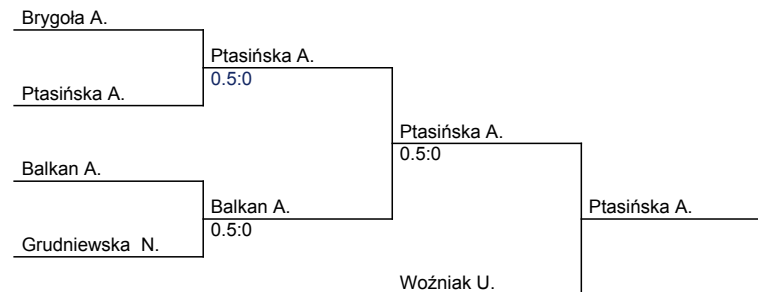 Brygoła A.
Ptasińska A.
0.5:0
Ptasińska A.
Ptasińska A.
0.5:0
Balkan A.
Balkan A.
0.5:0
Ptasińska A.
Grudniewska N.
Woźniak U.